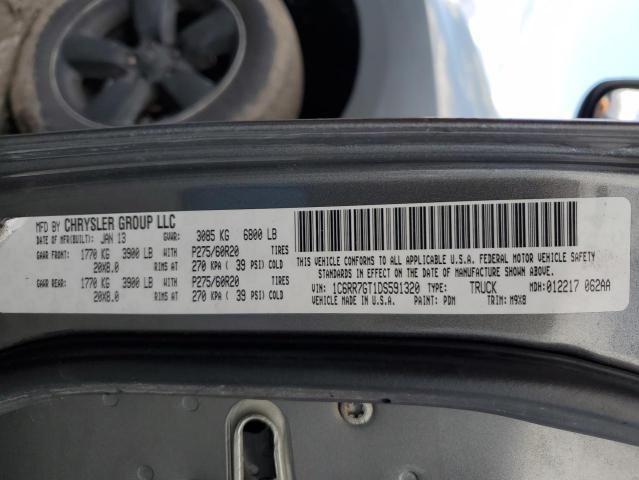 MFD BY CHRYSLER GROUP LLC
DATE OF MFR(BUILT): JAN 13 GVWR: 3085 KG 6800 LB
GAWR FRONT: 1770 KG 3900 LB P275/60R20 TIRES
20X8.0 RIMS AT 270 KPA ( 39 PSI) COLD
GAWR REAR: 1770 KG 3900 LB P275/60R20 TIRES
20X8.0 RIMS AT 270 KPA ( 39 PSI) COLD
THIS VEHICLE CONFORMS TO ALL APPLICABLE U.S.A. FEDERAL MOTOR VEHICLE SAFETY
STANDARDS IN EFFECT ON THE DATE OF MANUFACTURE SHOWN ABOVE.
VIN: 1C6RR7GT1DS591320 TYPE: TRUCK MDH: 012217 062AA
MADE IN U.S.A. PAINT: PDM TRIM: M9X8